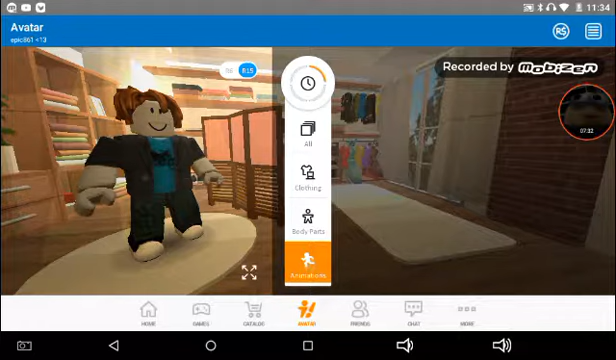 11:34
Avatar
epic861 <13
R$
R6 R15
Recorded by mobizen
07:32
All
Clothing
Body Parts
Animations
HOME GAMES CATALOG AVATAR FRIENDS CHAT MORE